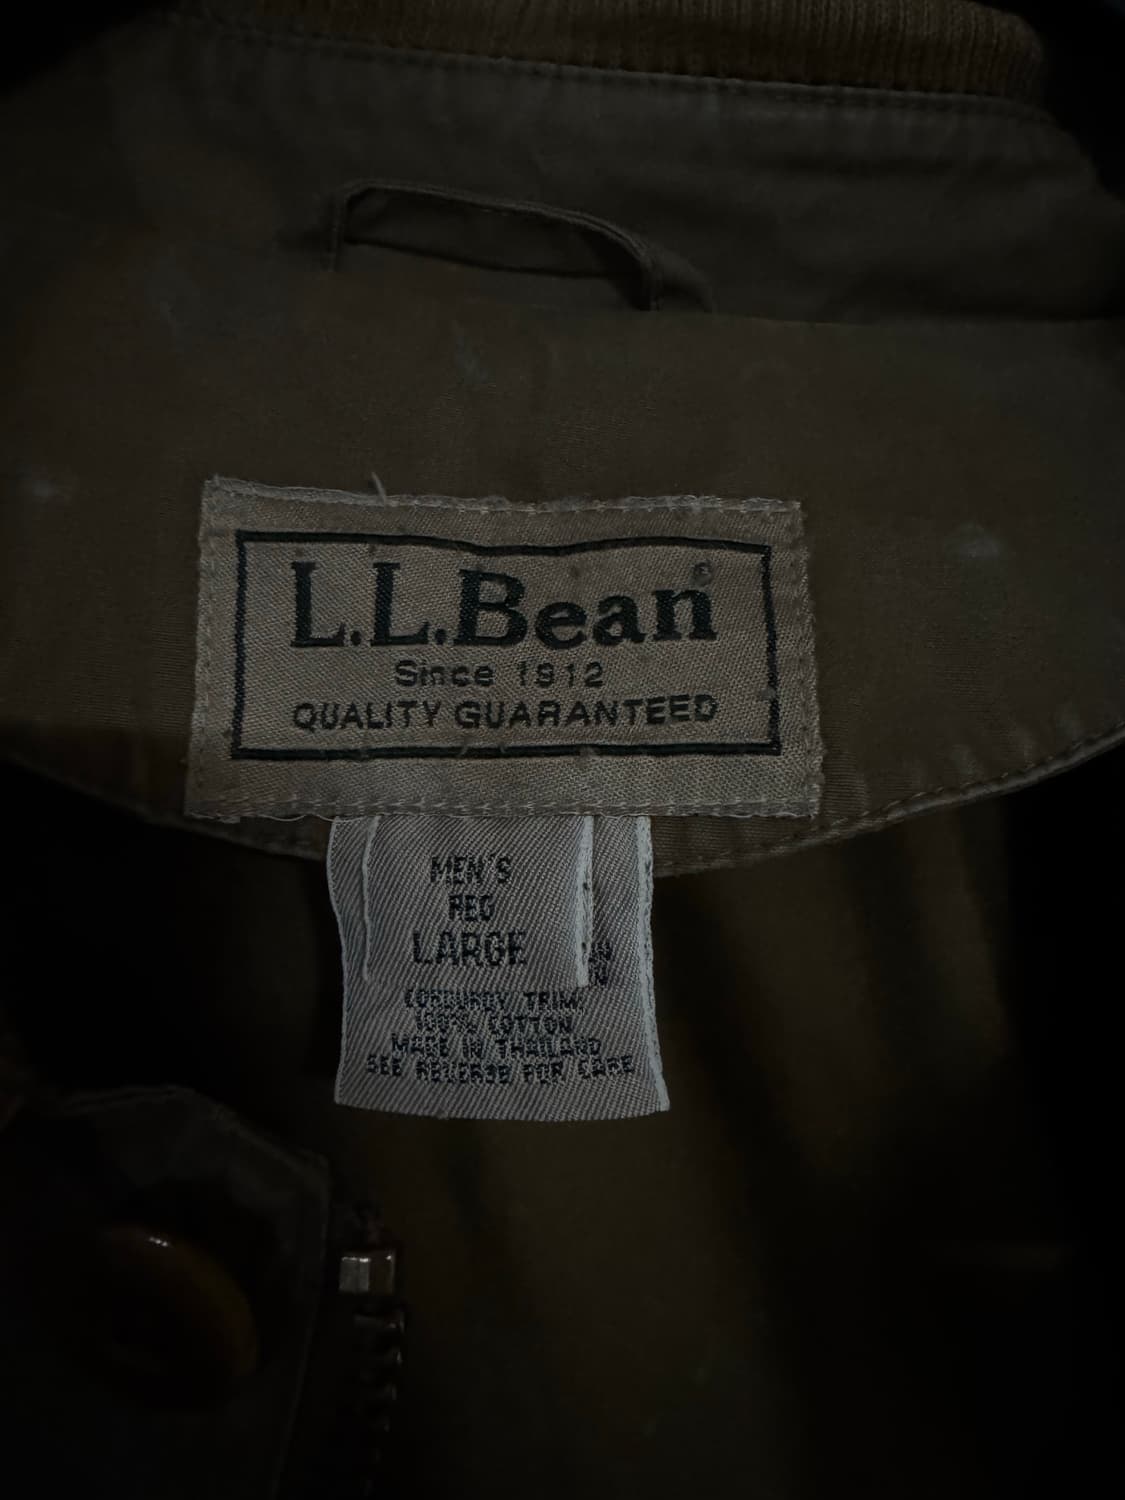 L.L.Bean®
Since 1912
QUALITY GUARANTEED
MEN'S
REG
LARGE
CORDUROY TRIM:
100% COTTON
MADE IN THAILAND
SEE REVERSE FOR CARE